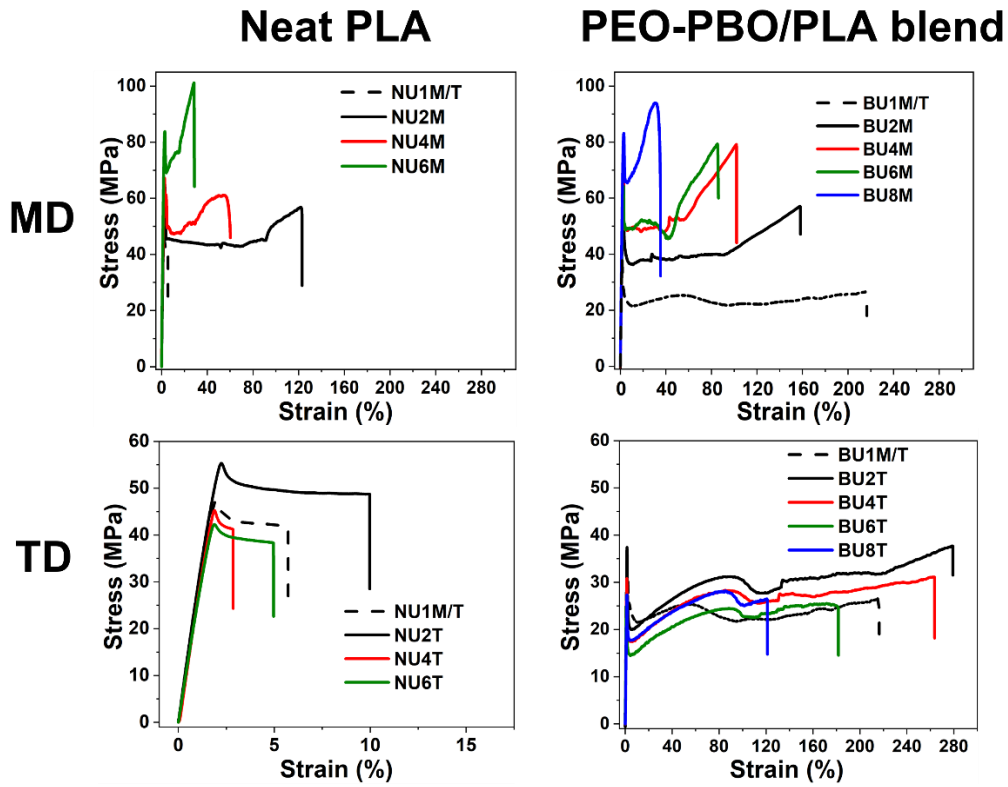 Neat PLA
PEO-PBO/PLA blend
MD
Stress (MPa)
100
80
60
40
20
0
0 40 80 120 160 200 240 280
Strain (%)
NU1M/T
NU2M
NU4M
NU6M
Stress (MPa)
100
80
60
40
20
0
0 40 80 120 160 200 240 280
Strain (%)
BU1M/T
BU2M
BU4M
BU6M
BU8M
TD
Stress (MPa)
60
50
40
30
20
10
0
0 5 10 15
Strain (%)
NU1M/T
NU2T
NU4T
NU6T
Stress (MPa)
60
50
40
30
20
10
0
0 40 80 120 160 200 240 280
Strain (%)
BU1M/T
BU2T
BU4T
BU6T
BU8T